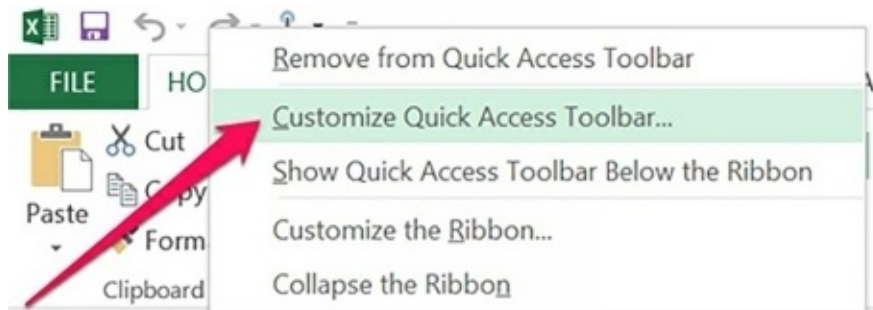 Remove from Quick Access Toolbar
FILE
HO
Customize Quick Access Toolbar...
Cut
Show Quick Access Toolbar Below the Ribbon
Paste
Customize the Ribbon...
Form
Clipboard
Collapse the Ribbon